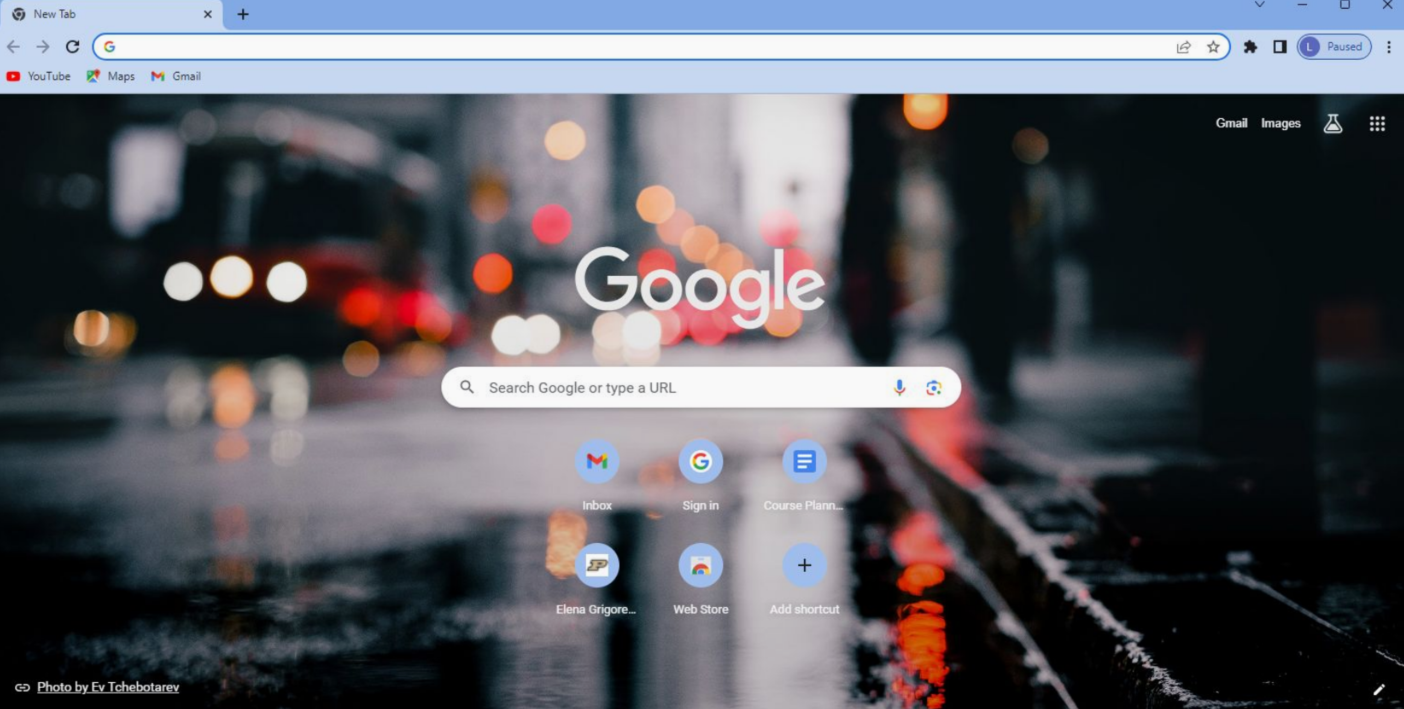 New Tab
L Paused
YouTube Maps Gmail
Gmail Images
Google
Search Google or type a URL
Inbox Sign in Course Plann...
Elena Grigore... Web Store Add shortcut
Photo by Ev Tchebotarev